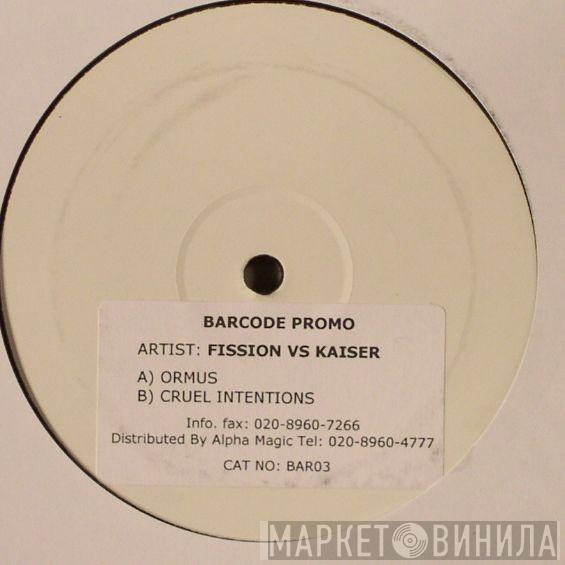 BARCODE PROMO
ARTIST: FISSION VS KAISER
A) ORMUS
B) CRUEL INTENTIONS
Info. fax: 020-8960-7266
Distributed By Alpha Magic Tel: 020-8960-4777
CAT NO: BAR03
МАРКЕТ ВИНИЛА